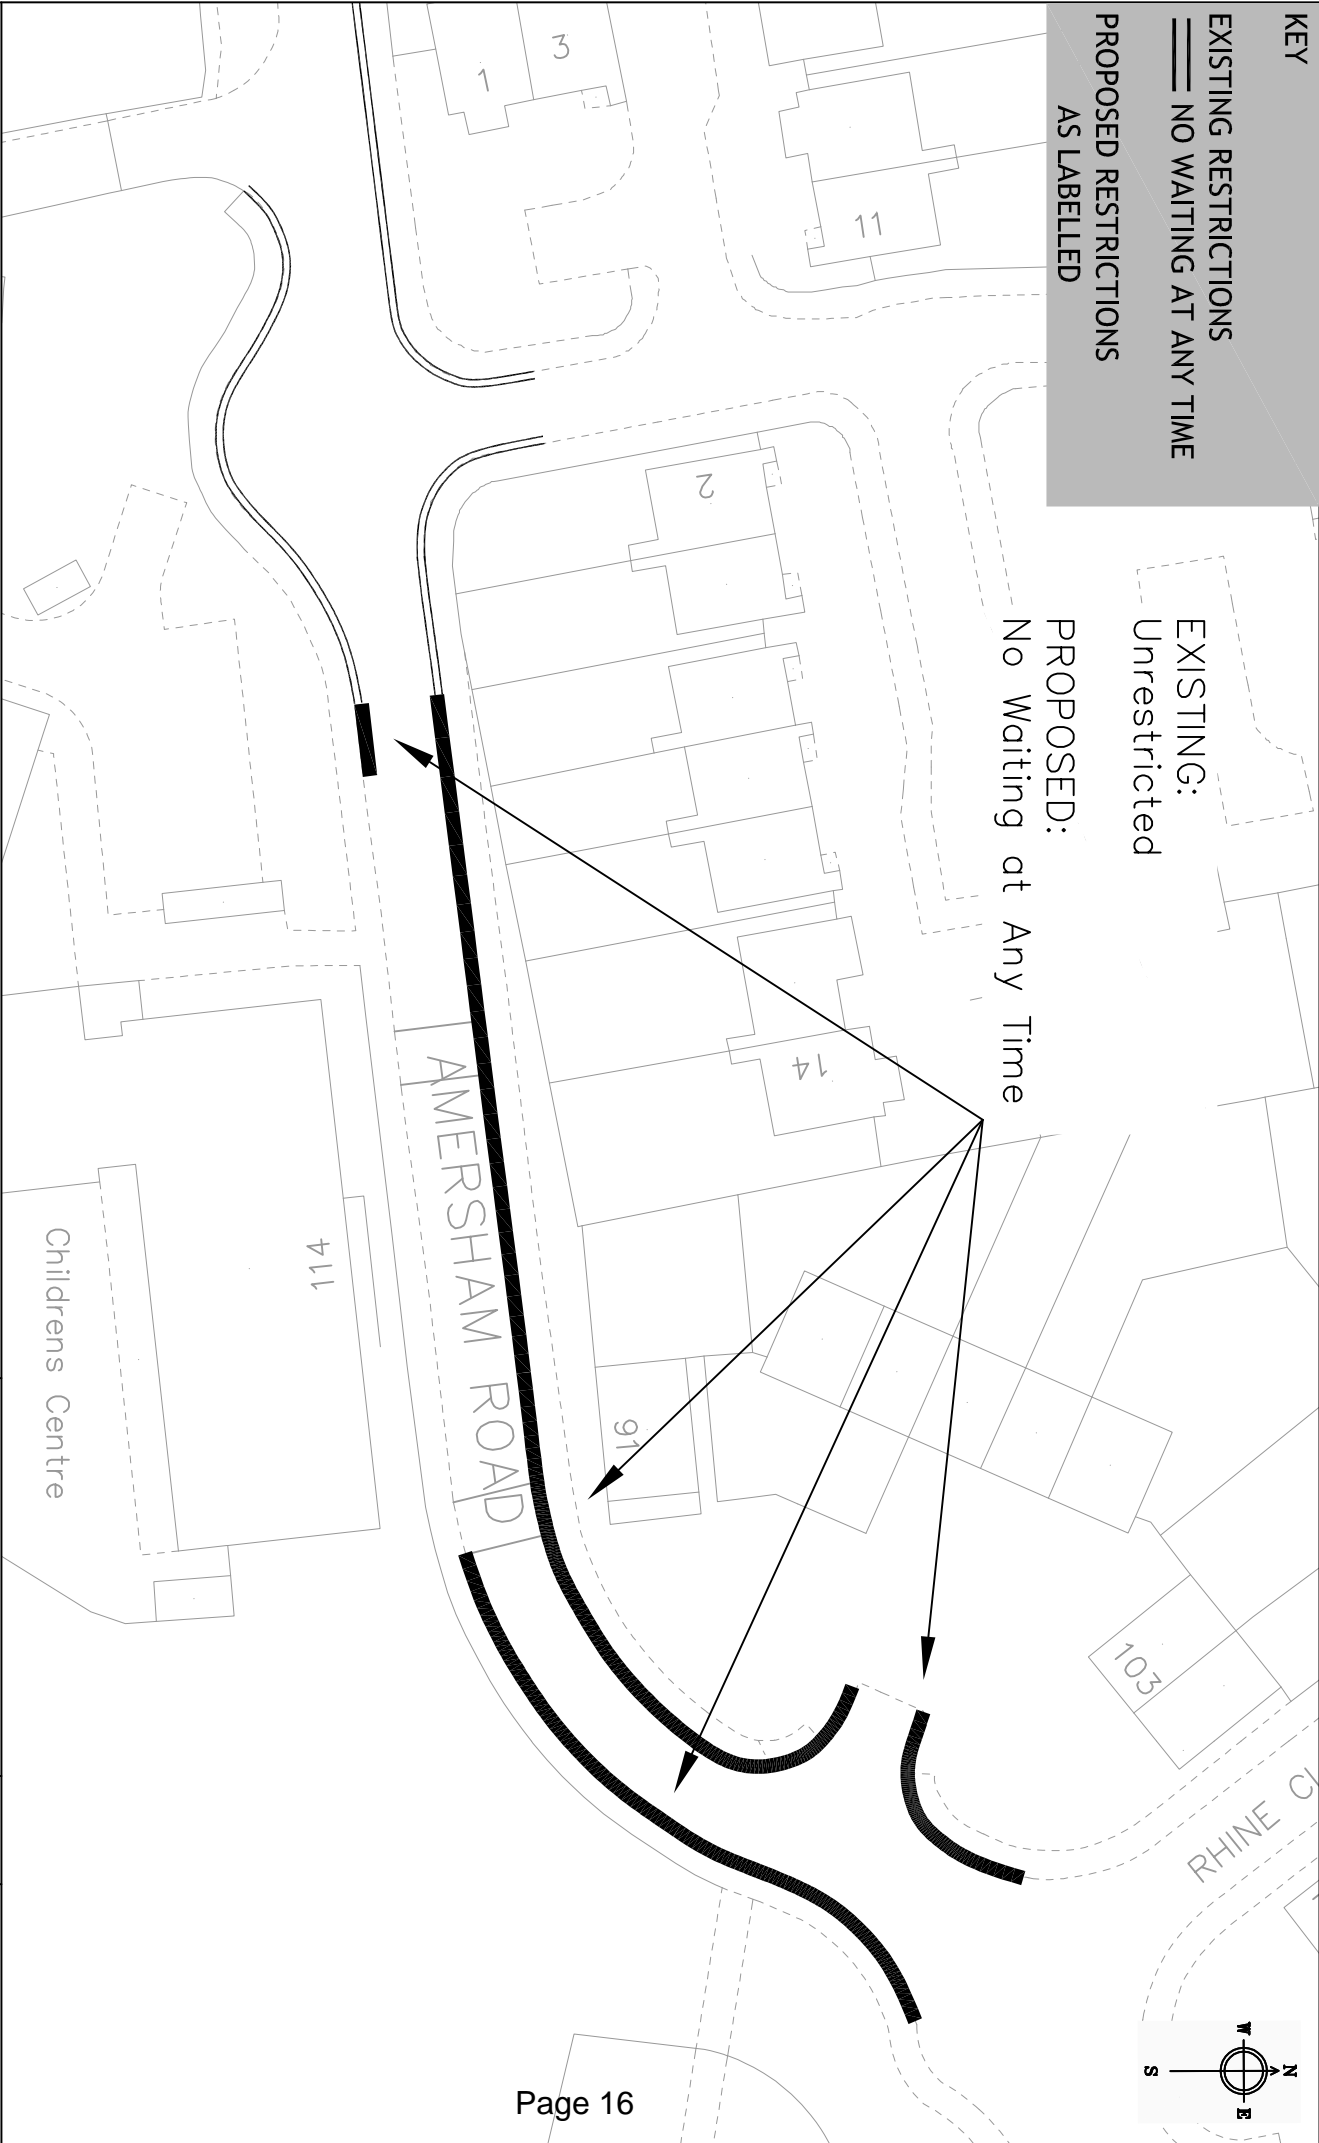 KEY
EXISTING RESTRICTIONS
NO WAITING AT ANY TIME
PROPOSED RESTRICTIONS
AS LABELLED
EXISTING:
Unrestricted
PROPOSED:
No Waiting at Any Time
1
3
11
2
14
91
103
114
AMERSHAM ROAD
Childrens Centre
RHINE
N
W
E
S
Page 16